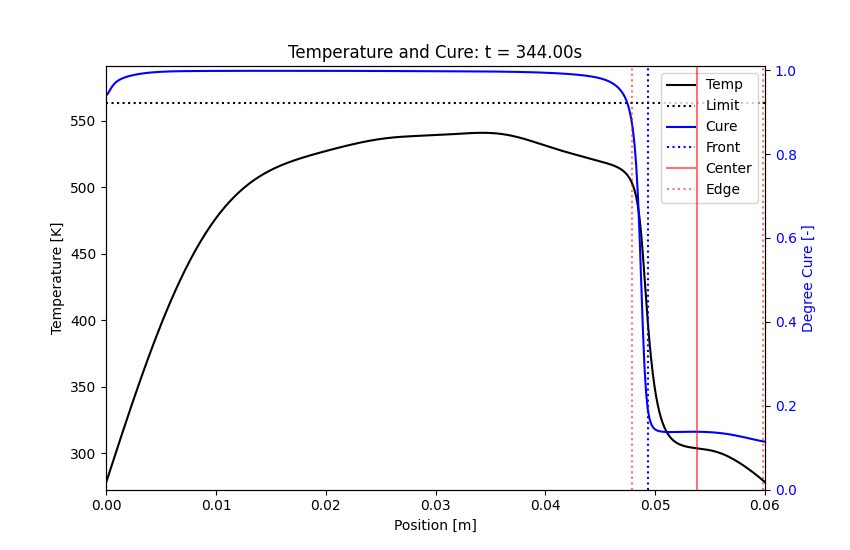 Temperature and Cure: t = 344.00s
Temp
Limit
Cure
Front
Center
Edge
550
500
450
400
350
300
Temperature [K]
1.0
0.8
0.6
0.4
0.2
0.0
Degree Cure [-]
0.00 0.01 0.02 0.03 0.04 0.05 0.06
Position [m]